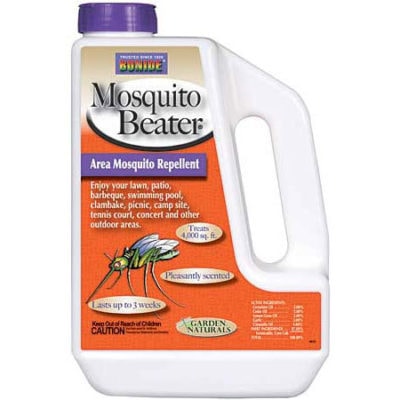 TRUSTED SINCE 1926
BONIDE®
Mosquito
Beater®
Area Mosquito Repellent
Enjoy your lawn, patio,
barbeque, swimming pool,
clambake, picnic, camp site,
tennis court, concert and other
outdoor areas.
Treats
4,000 sq. ft.
Pleasantly scented
Lasts up to 3 weeks
Keep Out of Reach of Children
CAUTION
GARDEN
NATURALS